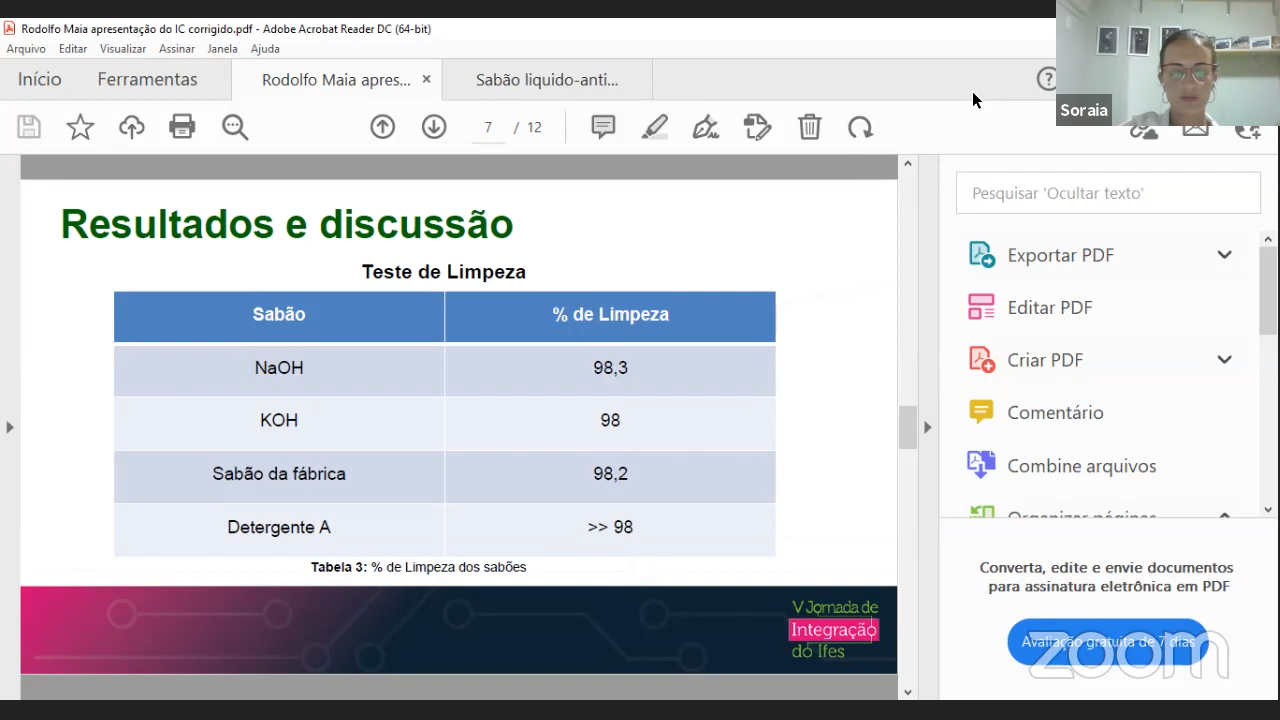 Rodolfo Maia apresentação do IC corrigido.pdf - Adobe Acrobat Reader DC (64-bit)
Arquivo Editar Visualizar Assinar Janela Ajuda
Início Ferramentas Rodolfo Maia apres... × Sabão liquido-anti... ?
Soraia
7 / 12
Resultados e discussão
Teste de Limpeza
Sabão % de Limpeza
NaOH 98,3
KOH 98
Sabão da fábrica 98,2
Detergente A >> 98
Tabela 3: % de Limpeza dos sabões
V Jornada de
Integração
do Ifes
Pesquisar 'Ocultar texto'
Exportar PDF
Editar PDF
Criar PDF
Comentário
Combine arquivos
Organizar páginas
Converta, edite e envie documentos
para assinatura eletrônica em PDF
Avaliação gratuita de 7 dias
zoom